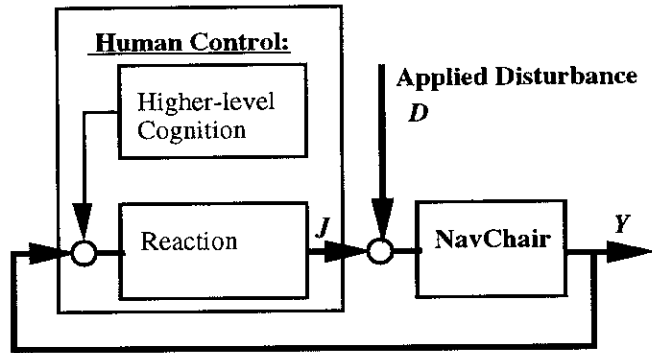 Human Control:
Higher-level
Cognition
Applied Disturbance
D
Reaction
J
NavChair
Y